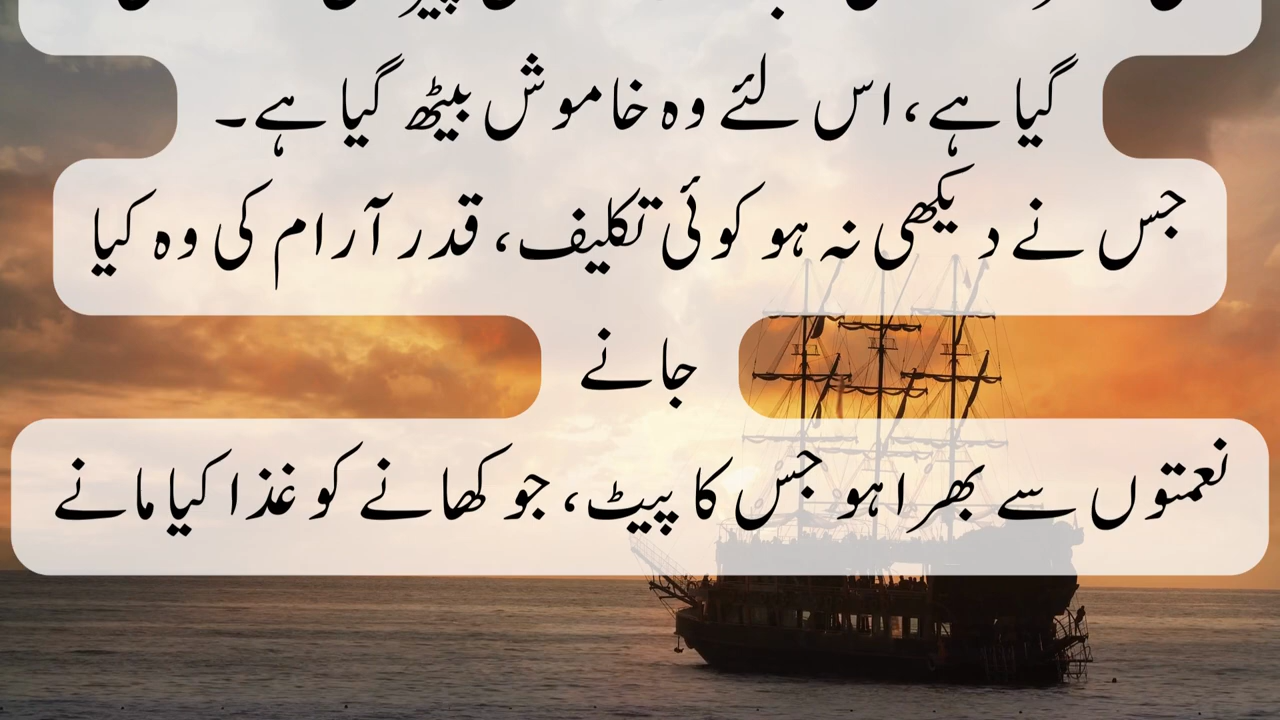 گیا ہے، اس لئے وہ خاموش بیٹھ گیا ہے۔
جس نے دیکھی نہ ہو کوئی تکلیف، قدر آرام کی وہ کیا
جانے
نعمتوں سے بھرا ہو جس کا پیٹ، جو کھانے کو غذا کیا مانے